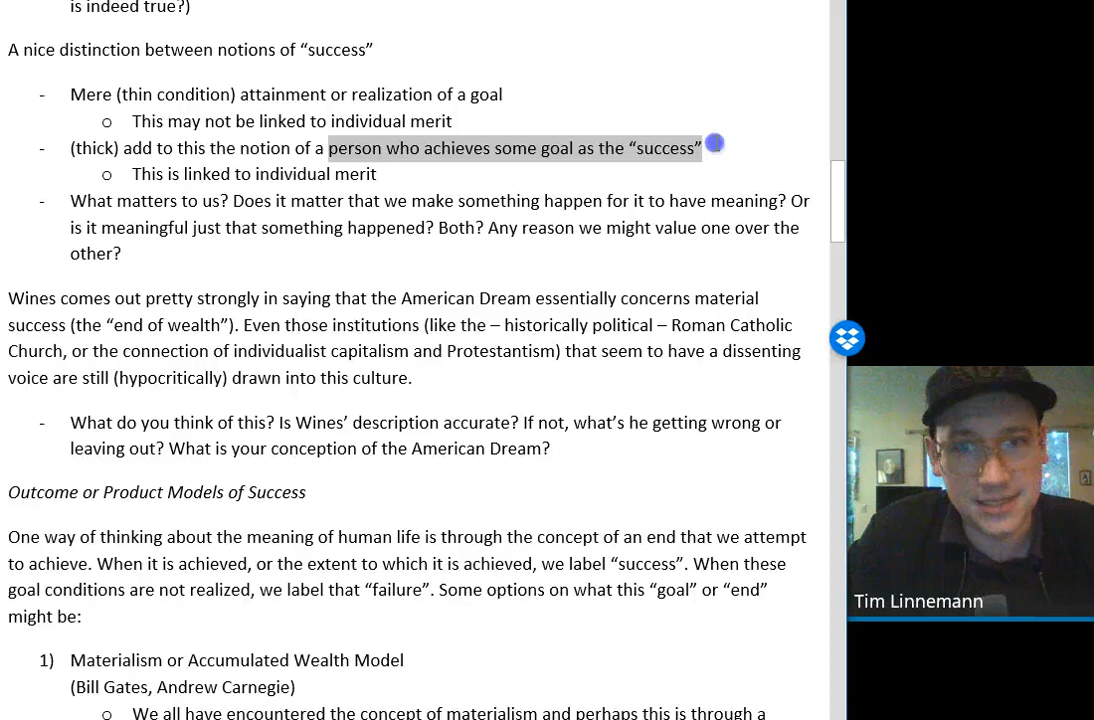 is indeed true?)
A nice distinction between notions of “success”
- Mere (thin condition) attainment or realization of a goal
o This may not be linked to individual merit
- (thick) add to this the notion of a person who achieves some goal as the “success”
o This is linked to individual merit
- What matters to us? Does it matter that we make something happen for it to have meaning? Or
is it meaningful just that something happened? Both? Any reason we might value one over the
other?
Wines comes out pretty strongly in saying that the American Dream essentially concerns material
success (the “end of wealth”). Even those institutions (like the – historically political – Roman Catholic
Church, or the connection of individualist capitalism and Protestantism) that seem to have a dissenting
voice are still (hypocritically) drawn into this culture.
- What do you think of this? Is Wines’ description accurate? If not, what’s he getting wrong or
leaving out? What is your conception of the American Dream?
Outcome or Product Models of Success
One way of thinking about the meaning of human life is through the concept of an end that we attempt
to achieve. When it is achieved, or the extent to which it is achieved, we label “success”. When these
goal conditions are not realized, we label that “failure”. Some options on what this “goal” or “end”
might be:
1) Materialism or Accumulated Wealth Model
(Bill Gates, Andrew Carnegie)
o We all have encountered the concept of materialism and perhaps this is through a
Tim Linnemann